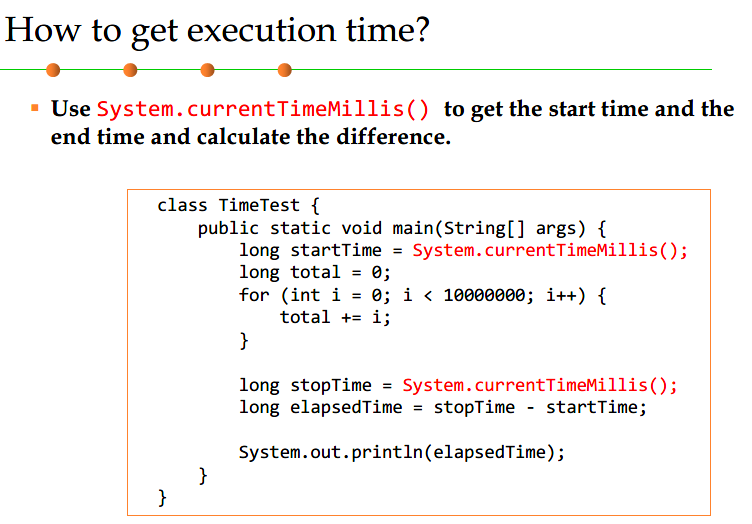 How to get execution time?
Use System.currentTimeMillis() to get the start time and the
end time and calculate the difference.
class TimeTest {
    public static void main(String[] args) {
        long startTime = System.currentTimeMillis();
        long total = 0;
        for (int i = 0; i < 10000000; i++) {
            total += i;
        }
        long stopTime = System.currentTimeMillis();
        long elapsedTime = stopTime - startTime;
        System.out.println(elapsedTime);
    }
}